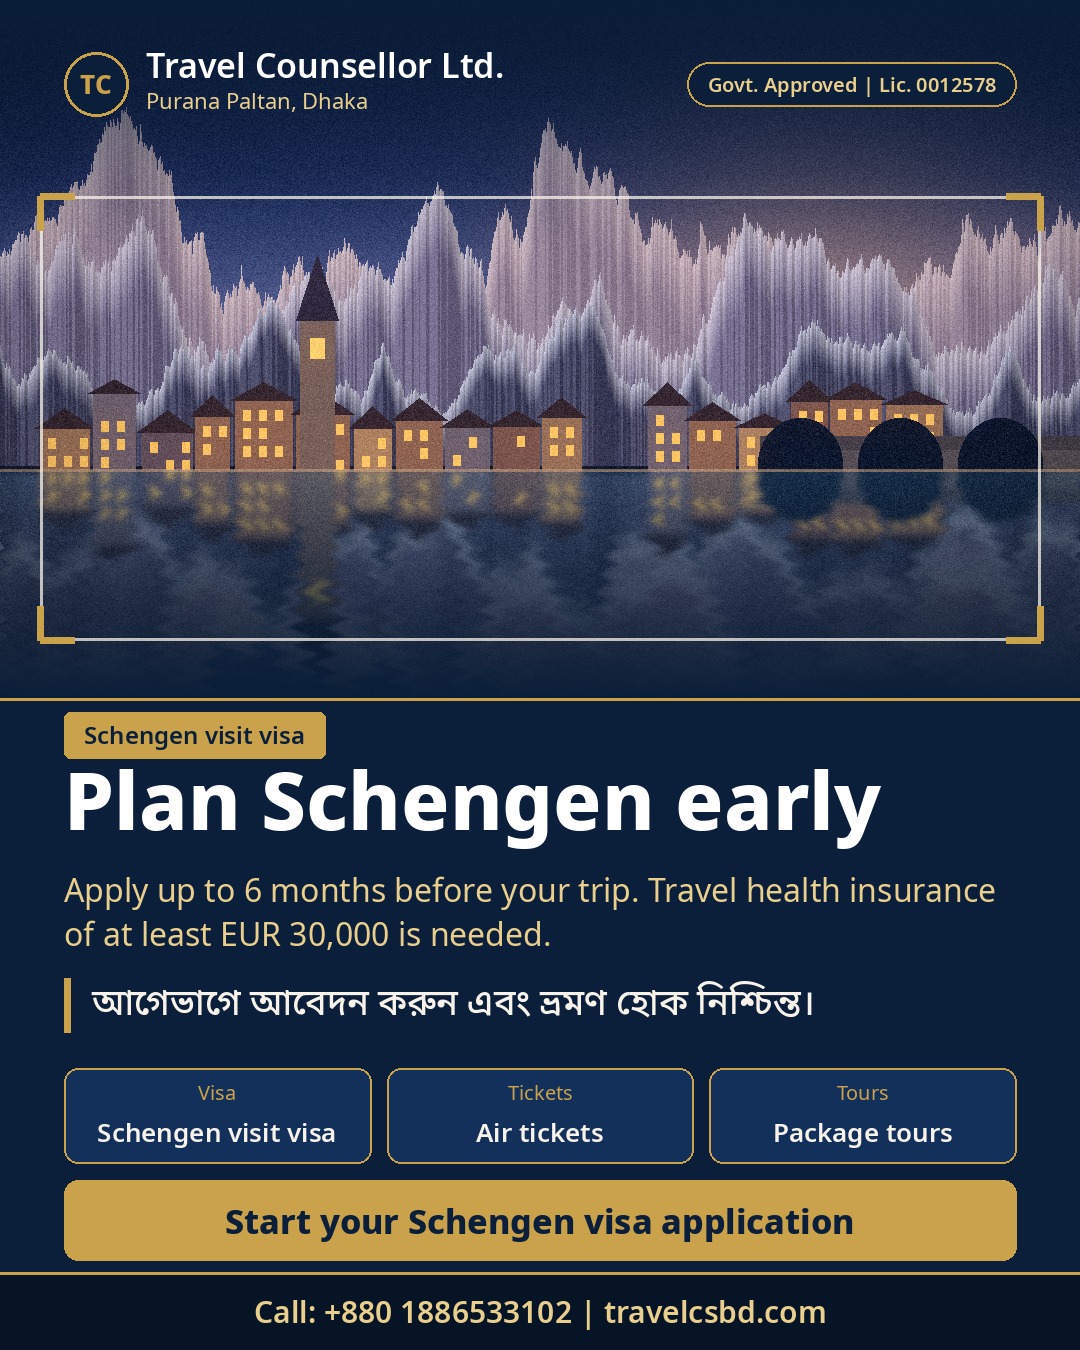 TC
Travel Counsellor Ltd.
Purana Paltan, Dhaka
Govt. Approved | Lic. 0012578
Schengen visit visa
Plan Schengen early
Apply up to 6 months before your trip. Travel health insurance
of at least EUR 30,000 is needed.
আগেভাগে আবেদন করুন এবং ভ্রমণ হোক নিশ্চিন্ত।
Visa
Schengen visit visa
Tickets
Air tickets
Tours
Package tours
Start your Schengen visa application
Call: +880 1886533102 | travelcsbd.com